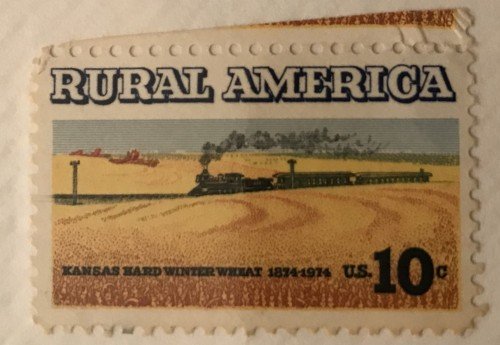 RURAL AMERICA
KANSAS HARD WINTER WHEAT 1874-1974 U.S. 10c